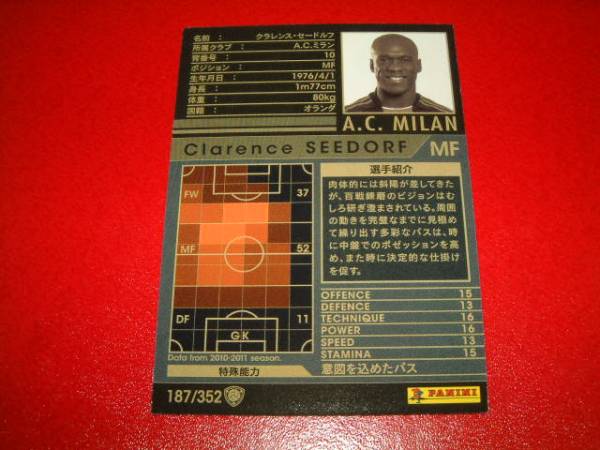 名前 : クラレンス・セードルフ
所属クラブ : A.C.ミラン
背番号 : 10
ポジション : MF
生年月日 : 1976/4/1
身長 : 1m77cm
体重 : 80kg
国籍 : オランダ
A.C. MILAN
Clarence SEEDORF MF
FW 37
MF 52
DF 11
GK
Data from 2010-2011 season.
選手紹介
肉体的には斜陽が差してきた
が、百戦錬磨のビジョンはむ
しろ研ぎ澄まされている。周囲
の動きを完璧なまでに見極め
て繰り出す多彩なパスは、時
に中盤でのポゼッションを高
め、また時に決定的な仕掛け
を促す。
OFFENCE 15
DEFENCE 13
TECHNIQUE 16
POWER 16
SPEED 13
STAMINA 15
特殊能力 意図を込めたパス
187/352
PANINI